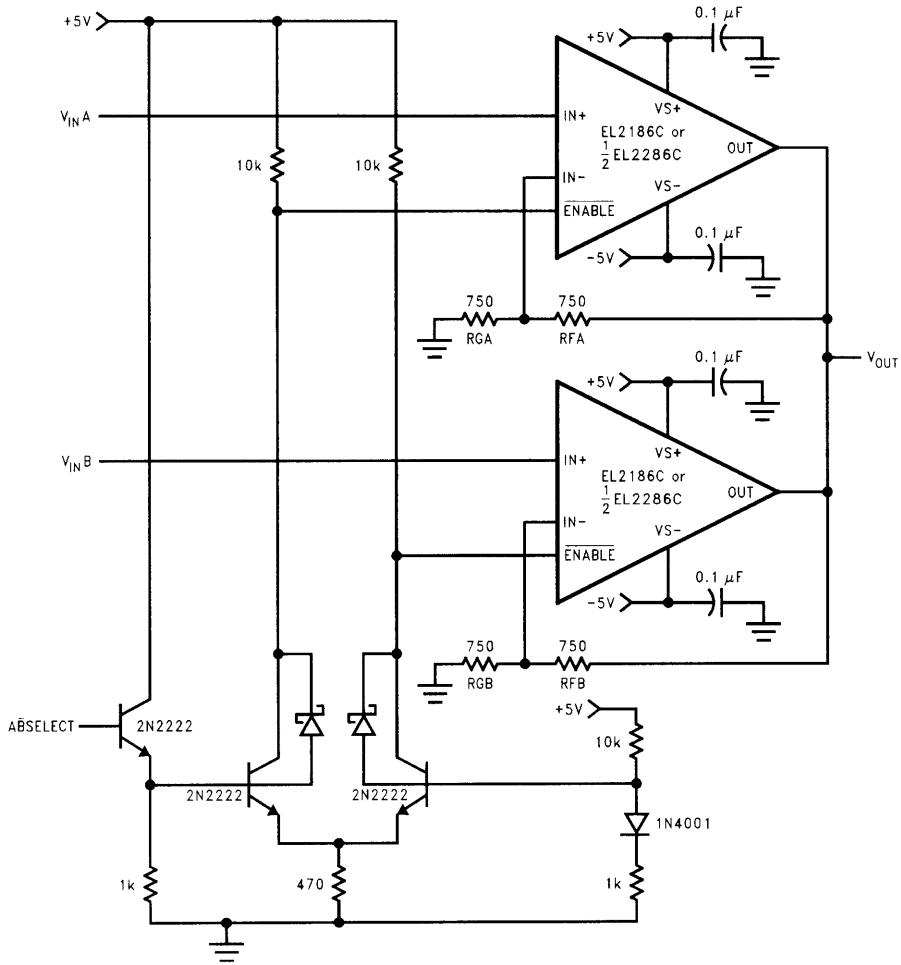 +5V
+5V
0.1 μF
VS+
V_IN A
IN+
EL2186C or
1/2 EL2286C
OUT
10k
10k
IN-
VS-
ENABLE
0.1 μF
-5V
750
750
RGA
RFA
V_OUT
0.1 μF
+5V
VS+
V_IN B
IN+
EL2186C or
1/2 EL2286C
OUT
IN-
VS-
ENABLE
0.1 μF
-5V
750
750
RGB
RFB
+5V
AB̄SELECT
2N2222
10k
2N2222
2N2222
1N4001
1k
470
1k